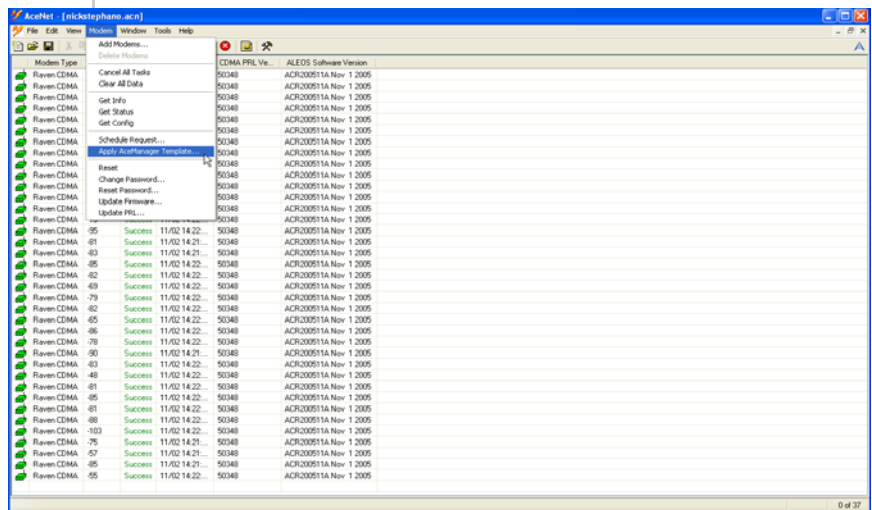 AceNet - [nickstephano.acn]
File Edit View Modem Window Tools Help
Add Modems...
Delete Modems
Cancel All Tasks
Clear All Data
Get Info
Get Status
Get Config
Schedule Request...
Apply AceManager Template...
Reset
Change Password...
Reset Password...
Update Firmware...
Update PRL...
Modem Type CDMA PRL Ve... ALEOS Software Version
Raven CDMA 50348 ACR200511A Nov 1 2005
Raven CDMA 50348 ACR200511A Nov 1 2005
Raven CDMA 50348 ACR200511A Nov 1 2005
Raven CDMA 50348 ACR200511A Nov 1 2005
Raven CDMA 50348 ACR200511A Nov 1 2005
Raven CDMA 50348 ACR200511A Nov 1 2005
Raven CDMA 50348 ACR200511A Nov 1 2005
Raven CDMA 50348 ACR200511A Nov 1 2005
Raven CDMA 50348 ACR200511A Nov 1 2005
Raven CDMA 50348 ACR200511A Nov 1 2005
Raven CDMA 50348 ACR200511A Nov 1 2005
Raven CDMA 50348 ACR200511A Nov 1 2005
Raven CDMA 50348 ACR200511A Nov 1 2005
Raven CDMA Success 11/02 14:22:... 50348 ACR200511A Nov 1 2005
Raven CDMA -95 Success 11/02 14:22:... 50348 ACR200511A Nov 1 2005
Raven CDMA -81 Success 11/02 14:21:... 50348 ACR200511A Nov 1 2005
Raven CDMA -83 Success 11/02 14:21:... 50348 ACR200511A Nov 1 2005
Raven CDMA -85 Success 11/02 14:22:... 50348 ACR200511A Nov 1 2005
Raven CDMA -82 Success 11/02 14:22:... 50348 ACR200511A Nov 1 2005
Raven CDMA -69 Success 11/02 14:22:... 50348 ACR200511A Nov 1 2005
Raven CDMA -79 Success 11/02 14:22:... 50348 ACR200511A Nov 1 2005
Raven CDMA -82 Success 11/02 14:22:... 50348 ACR200511A Nov 1 2005
Raven CDMA -65 Success 11/02 14:22:... 50348 ACR200511A Nov 1 2005
Raven CDMA -86 Success 11/02 14:22:... 50348 ACR200511A Nov 1 2005
Raven CDMA -78 Success 11/02 14:22:... 50348 ACR200511A Nov 1 2005
Raven CDMA -90 Success 11/02 14:21:... 50348 ACR200511A Nov 1 2005
Raven CDMA -83 Success 11/02 14:22:... 50348 ACR200511A Nov 1 2005
Raven CDMA -48 Success 11/02 14:22:... 50348 ACR200511A Nov 1 2005
Raven CDMA -81 Success 11/02 14:22:... 50348 ACR200511A Nov 1 2005
Raven CDMA -85 Success 11/02 14:22:... 50348 ACR200511A Nov 1 2005
Raven CDMA -81 Success 11/02 14:22:... 50348 ACR200511A Nov 1 2005
Raven CDMA -88 Success 11/02 14:22:... 50348 ACR200511A Nov 1 2005
Raven CDMA -103 Success 11/02 14:22:... 50348 ACR200511A Nov 1 2005
Raven CDMA -75 Success 11/02 14:21:... 50348 ACR200511A Nov 1 2005
Raven CDMA -57 Success 11/02 14:21:... 50348 ACR200511A Nov 1 2005
Raven CDMA -85 Success 11/02 14:21:... 50348 ACR200511A Nov 1 2005
Raven CDMA -55 Success 11/02 14:22:... 50348 ACR200511A Nov 1 2005
0 of 37